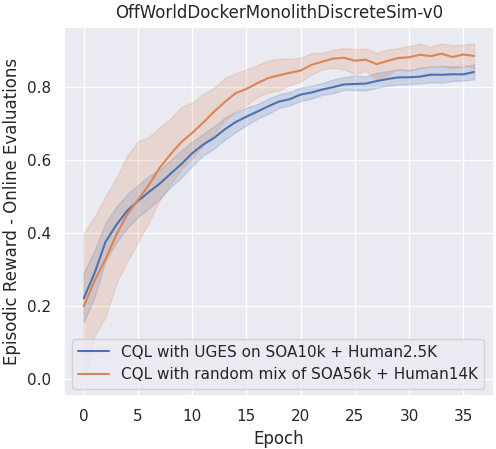 OffWorldDockerMonolithDiscreteSim-v0
Episodic Reward - Online Evaluations
0.8
0.6
0.4
0.2
0.0
CQL with UGES on SOA10k + Human2.5K
CQL with random mix of SOA56k + Human14K
0 5 10 15 20 25 30 35
Epoch